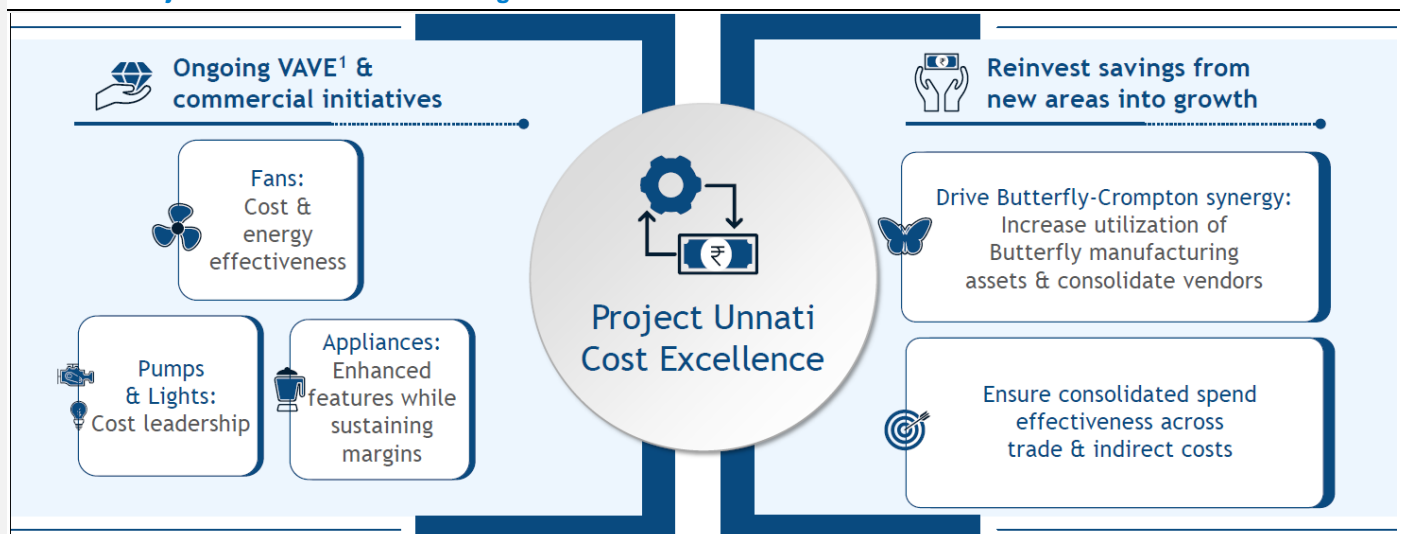 Ongoing VAVE¹ &
commercial initiatives
Fans:
Cost &
energy
effectiveness
Pumps
& Lights:
Cost leadership
Appliances:
Enhanced
features while
sustaining
margins
₹
Project Unnati
Cost Excellence
₹
Reinvest savings from
new areas into growth
Drive Butterfly-Crompton synergy:
Increase utilization of
Butterfly manufacturing
assets & consolidate vendors
Ensure consolidated spend
effectiveness across
trade & indirect costs